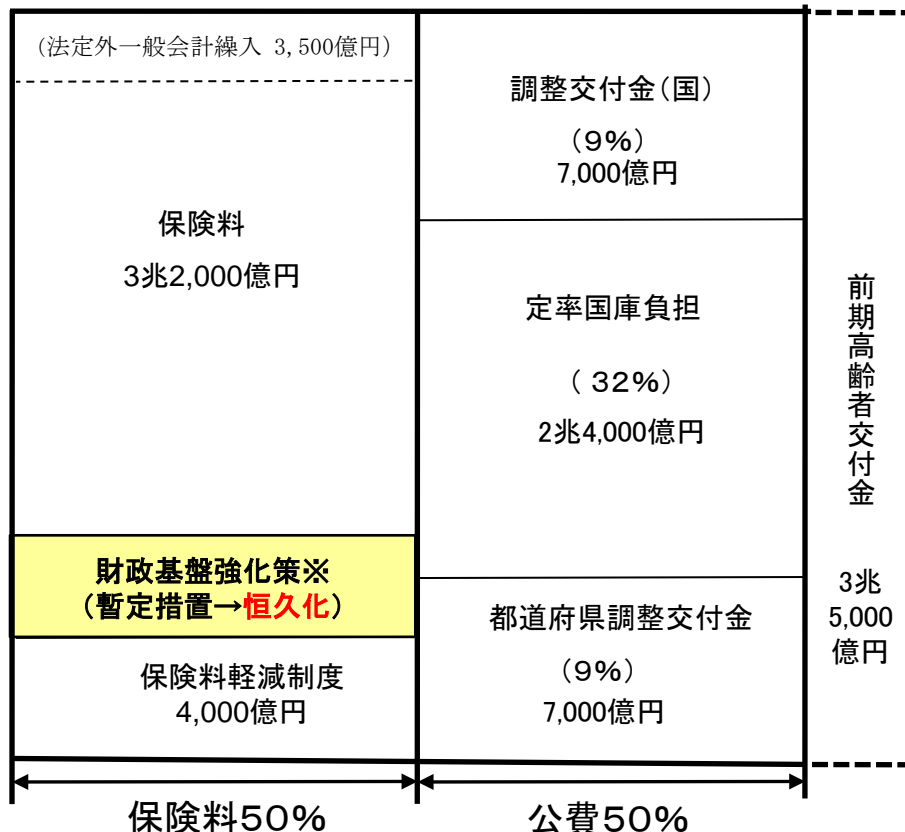 (法定外一般会計繰入 3,500億円)
保険料
3兆2,000億円
財政基盤強化策※
(暫定措置→恒久化)
保険料軽減制度
4,000億円
調整交付金(国)
(9%)
7,000億円
定率国庫負担
( 32%)
2兆4,000億円
都道府県調整交付金
(9%)
7,000億円
前期高齢者交付金
3兆
5,000
億円
保険料50%
公費50%